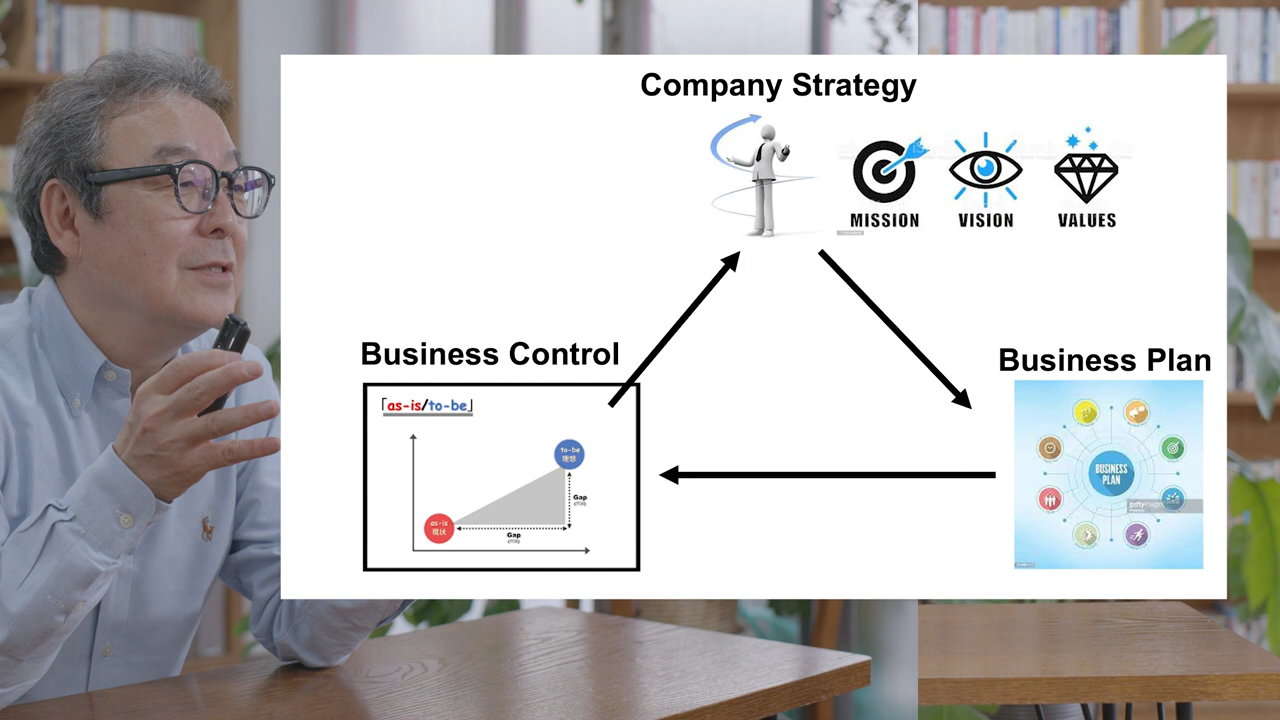 Company Strategy
MISSION
VISION
VALUES
Business Control
Business Plan
「as-is/to-be」
to-be
理想
Gap
as-is
現状
Gap
BUSINESS
PLAN
gettyimages